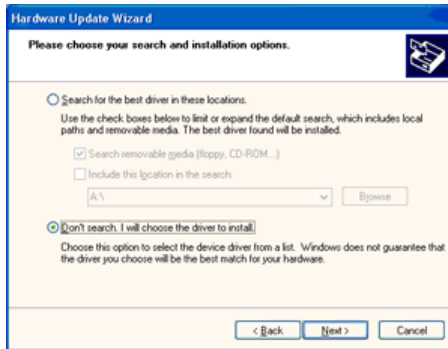 Hardware Update Wizard
Please choose your search and installation options.
Search for the best driver in these locations.
Use the check boxes below to limit or expand the default search, which includes local
paths and removable media. The best driver found will be installed.
Search removable media (floppy, CD-ROM...)
Include this location in the search:
A:\
Browse
Don't search. I will choose the driver to install.
Choose this option to select the device driver from a list. Windows does not guarantee that
the driver you choose will be the best match for your hardware.
< Back Next > Cancel